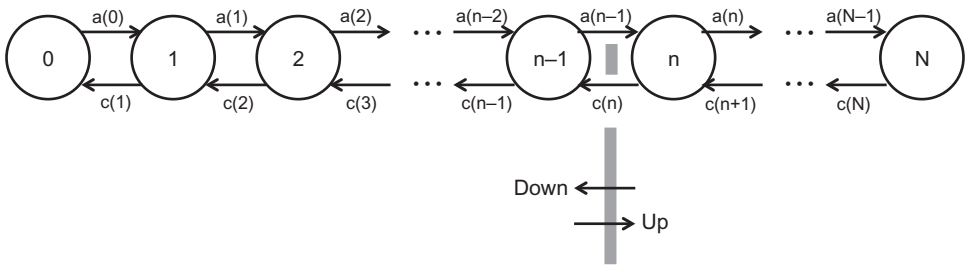 a(0) a(1) a(2) a(n–2) a(n–1) a(n) a(N–1)
0 1 2 n–1 n N
c(1) c(2) c(3) c(n–1) c(n) c(n+1) c(N)
Down
Up